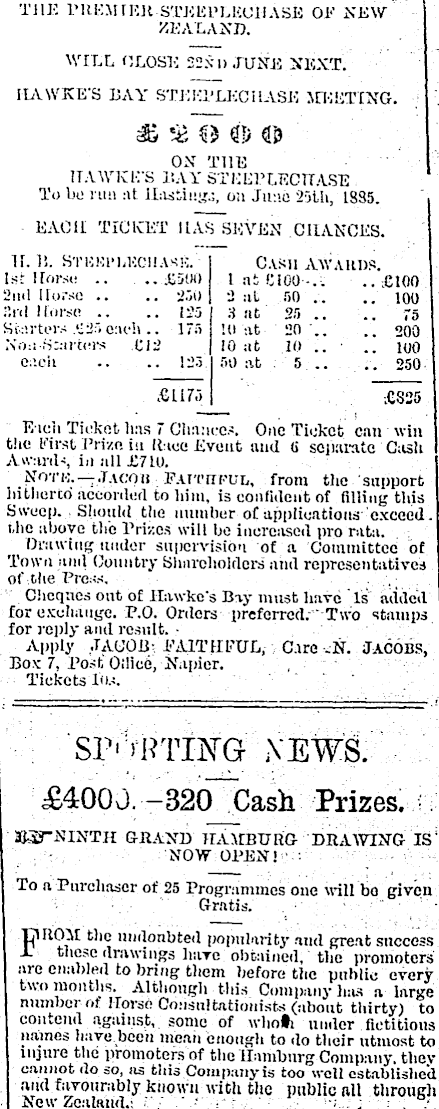 THE PREMIER STEEPLECHASE OF NEW
ZEALAND.
WILL CLOSE 22ND JUNE NEXT.
HAWKE'S BAY STEEPLECHASE MEETING.
£2000
ON THE
HAWKE'S BAY STEEPLECHASE
To be run at Hastings, on June 25th, 1885.
EACH TICKET HAS SEVEN CHANCES.
H. B. STEEPLECHASE.
1st Horse .. .. £500
2nd Horse .. .. 250
3rd Horse .. .. 125
Starters £25 each .. 175
Non-Starters £12
each .. .. 125
£1175
CASH AWARDS.
1 at £100 .. .. £100
2 at 50 .. .. 100
3 at 25 .. .. 75
10 at 20 .. .. 200
10 at 10 .. .. 100
50 at 5 .. .. 250
£825
Each Ticket has 7 Chances. One Ticket can win
the First Prize in Race Event and 6 separate Cash
Awards, in all £710.
NOTE.—JACOB FAITHFUL, from the support
hitherto accorded to him, is confident of filling this
Sweep. Should the number of applications exceed
the above the Prizes will be increased pro rata.
Drawing under supervision of a Committee of
Town and Country Shareholders and representatives
of the Press.
Cheques out of Hawke's Bay must have 1s added
for exchange. P.O. Orders preferred. Two stamps
for reply and result.
Apply JACOB FAITHFUL, Care N. JACOBS,
Box 7, Post Office, Napier.
Tickets 10s.
SPORTING NEWS.
£4000.—320 Cash Prizes.
NINTH GRAND HAMBURG DRAWING IS
NOW OPEN!
To a Purchaser of 25 Programmes one will be given
Gratis.
FROM the undoubted popularity and great success
these drawings have obtained, the promoters
are enabled to bring them before the public every
two months. Although this Company has a large
number of Horse Consultationists (about thirty) to
contend against, some of whom under fictitious
names have been mean enough to do their utmost to
injure the promoters of the Hamburg Company, they
cannot do so, as this Company is too well established
and favourably known with the public all through
New Zealand.